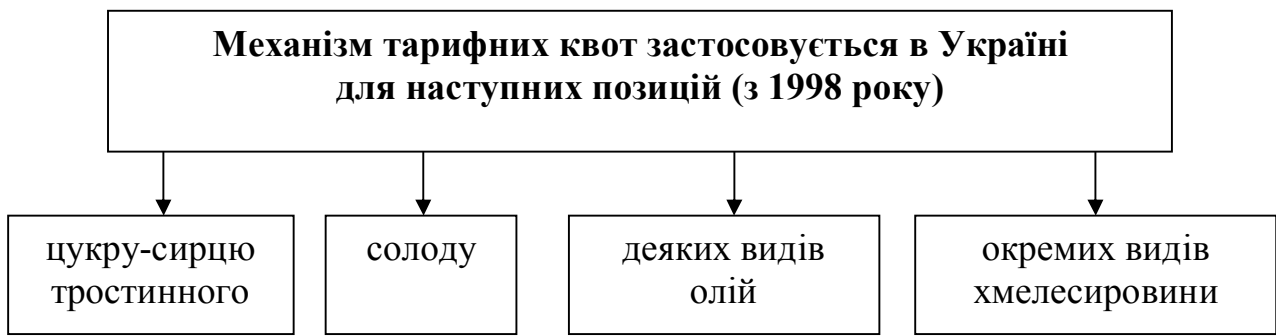 Механізм тарифних квот застосовується в Україні
для наступних позицій (з 1998 року)
цукру-сирцю
тростинного
солоду
деяких видів
олій
окремих видів
хмелесировини